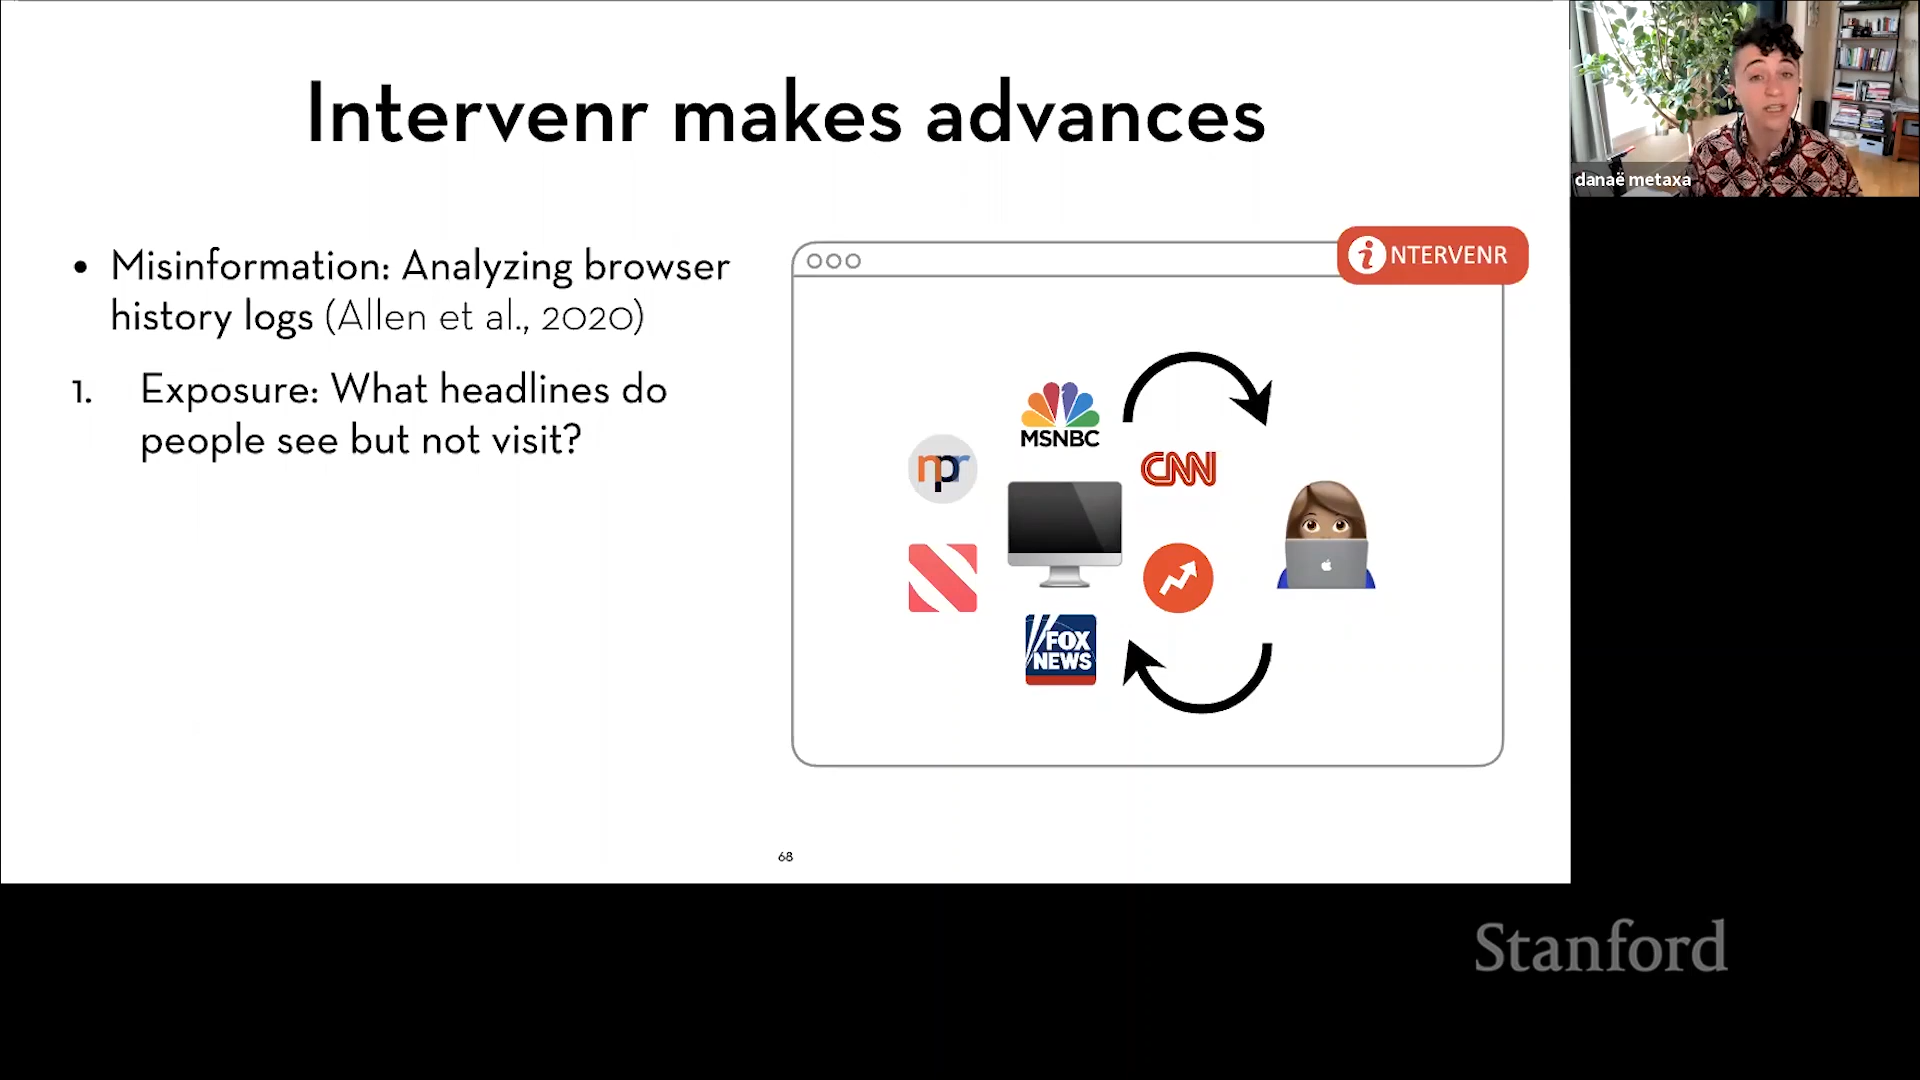 Intervenr makes advances
danaë metaxa
• Misinformation: Analyzing browser
history logs (Allen et al., 2020)
1. Exposure: What headlines do
people see but not visit?
iNTERVENR
MSNBC
npr
CNN
FOX
NEWS
68
Stanford